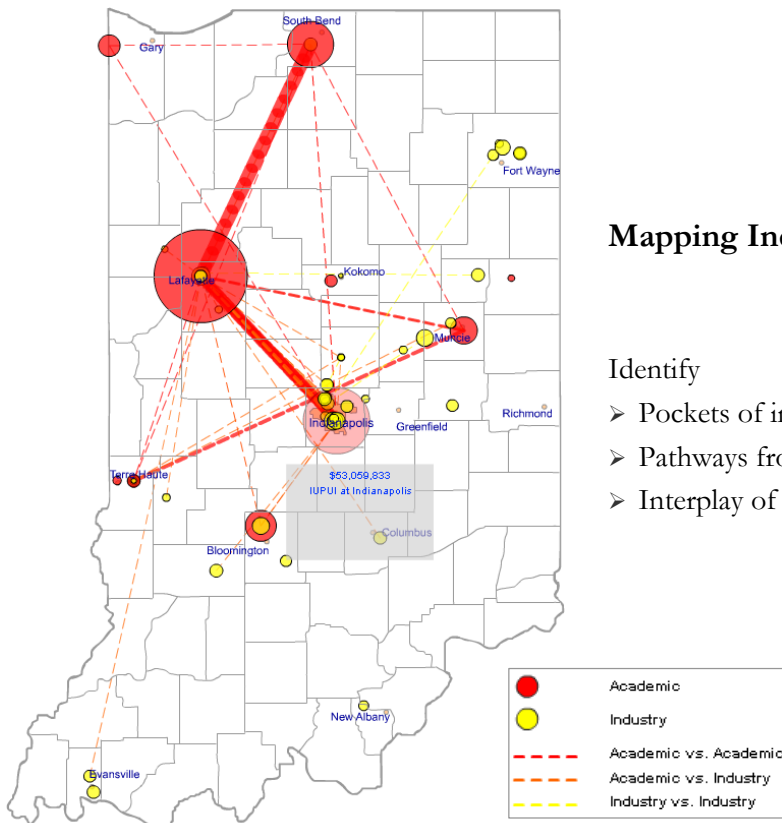 South Bend
Gary
Fort Wayne
Mapping Ind
Lafayette
Kokomo
Muncie
Identify
Pockets of in
Indianapolis
Greenfield
Richmond
Pathways fro
Terre Haute
$53,059,833
IUPUI at Indianapolis
Interplay of
Columbus
Bloomington
New Albany
Evansville
Academic
Industry
Academic vs. Academic
Academic vs. Industry
Industry vs. Industry